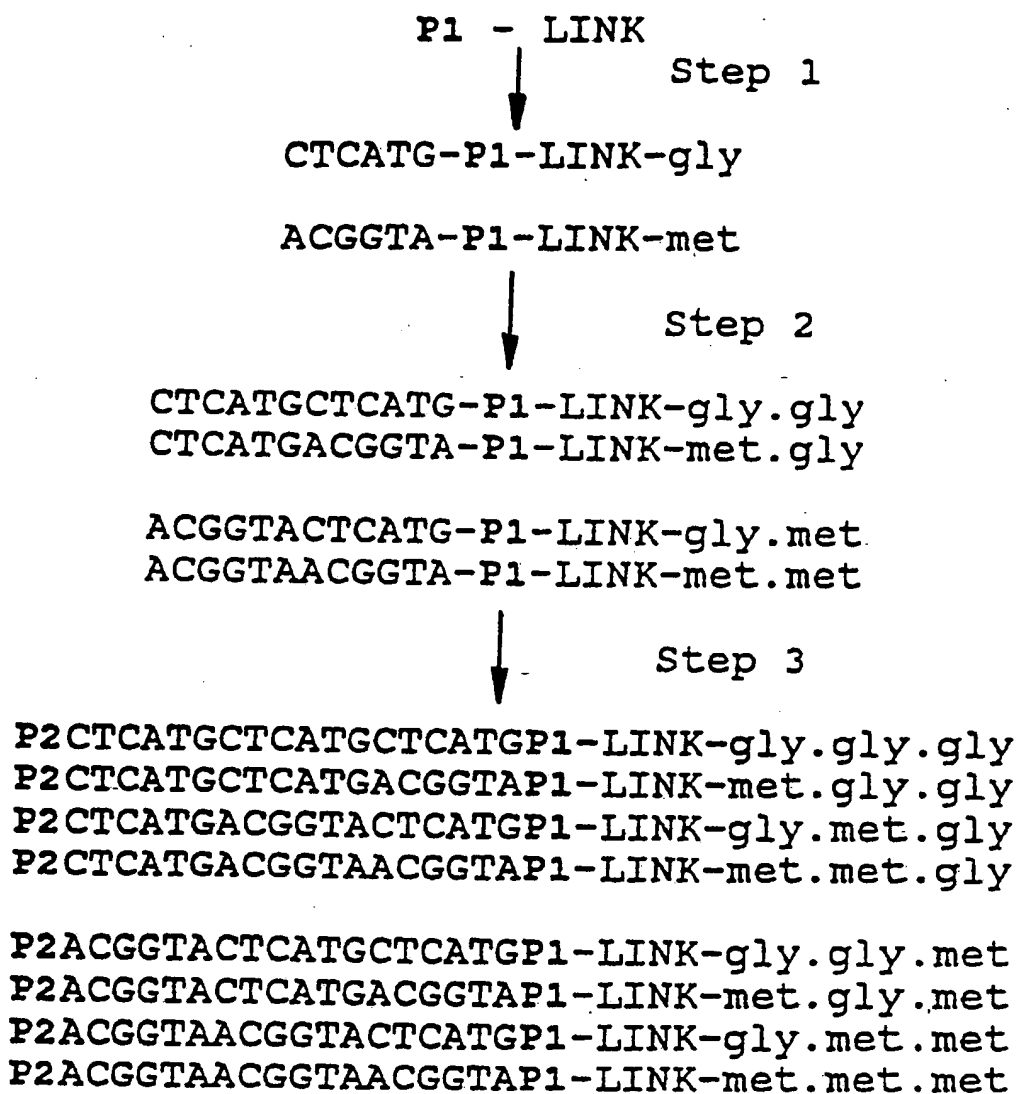 P1 - LINK
Step 1
CTCATG-P1-LINK-gly
ACGGTA-P1-LINK-met
Step 2
CTCATGCTCATG-P1-LINK-gly.gly
CTCATGACGGTA-P1-LINK-met.gly
ACGGTACTCATG-P1-LINK-gly.met
ACGGTAACGGTA-P1-LINK-met.met
Step 3
P2CTCATGCTCATGCTCATGP1-LINK-gly.gly.gly
P2CTCATGCTCATGACGGTAP1-LINK-met.gly.gly
P2CTCATGACGGTACTCATGP1-LINK-gly.met.gly
P2CTCATGACGGTAACGGTAP1-LINK-met.met.gly
P2ACGGTACTCATGCTCATGP1-LINK-gly.gly.met
P2ACGGTACTCATGACGGTAP1-LINK-met.gly.met
P2ACGGTAACGGTACTCATGP1-LINK-gly.met.met
P2ACGGTAACGGTAACGGTAP1-LINK-met.met.met